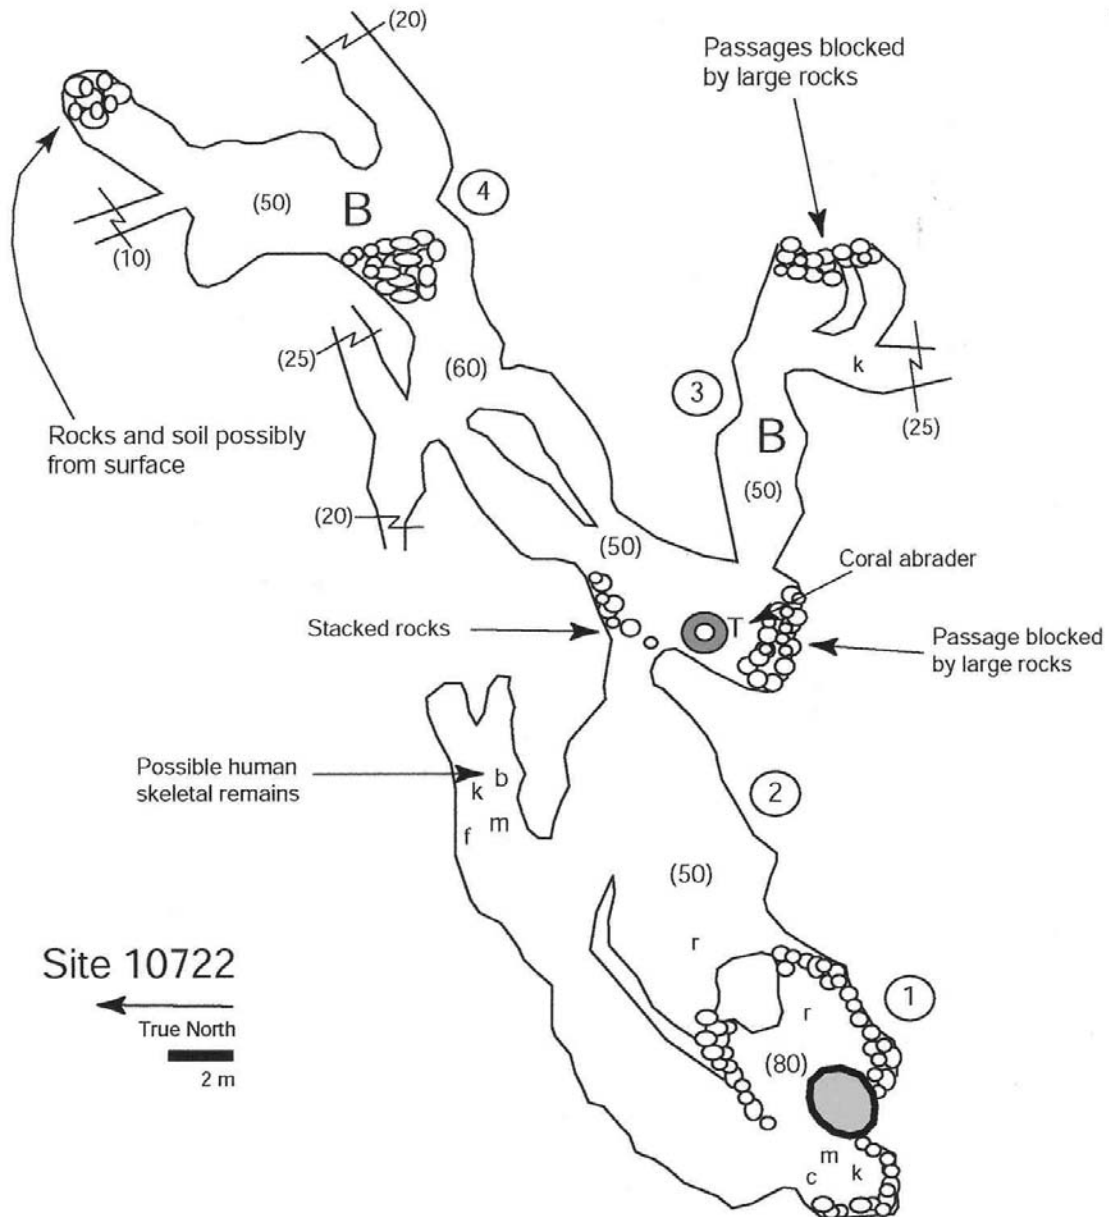 (20)
Passages blocked
by large rocks
4
(50)
B
(10)
(25)
(60)
3
k
(25)
B
Rocks and soil possibly
from surface
(50)
(20)
(50)
Coral abrader
Stacked rocks
T
Passage blocked
by large rocks
Possible human
skeletal remains
b
k
m
f
2
(50)
r
Site 10722
1
r
True North
(80)
2 m
m
c
k